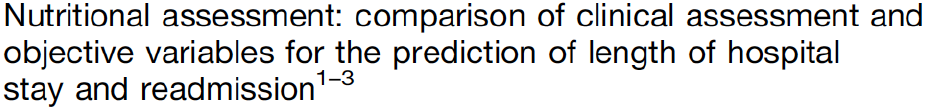 Nutritional assessment: comparison of clinical assessment and
objective variables for the prediction of length of hospital
stay and readmission1–3